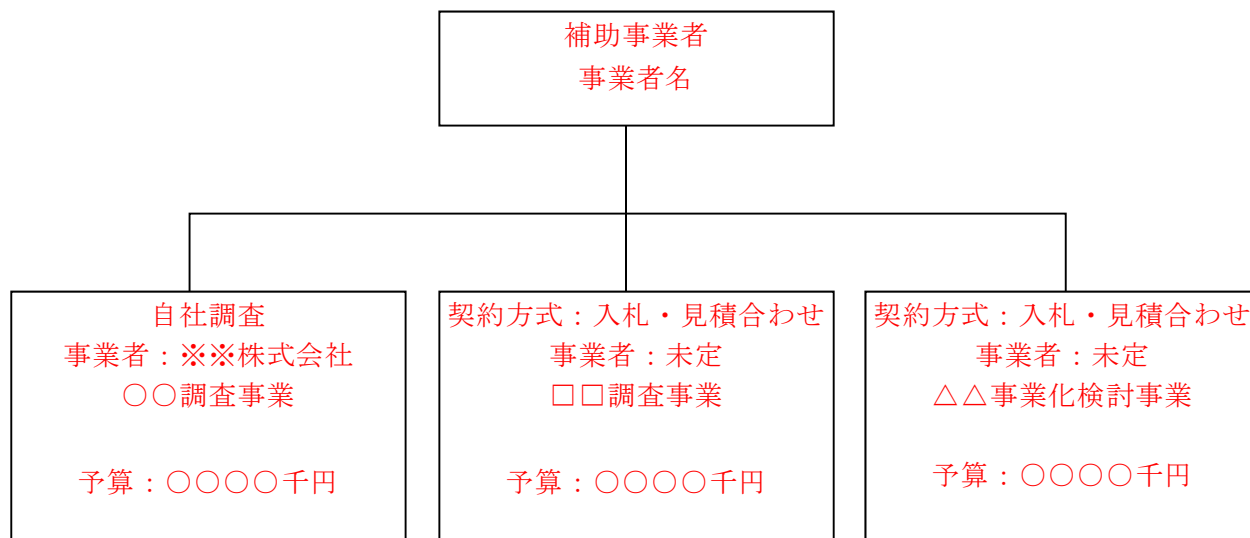 補助事業者
事業者名
自社調査
事業者：※※株式会社
〇〇調査事業
予算：〇〇〇〇千円
契約方式：入札・見積合わせ
事業者：未定
□□調査事業
予算：〇〇〇〇千円
契約方式：入札・見積合わせ
事業者：未定
△△事業化検討事業
予算：〇〇〇〇千円